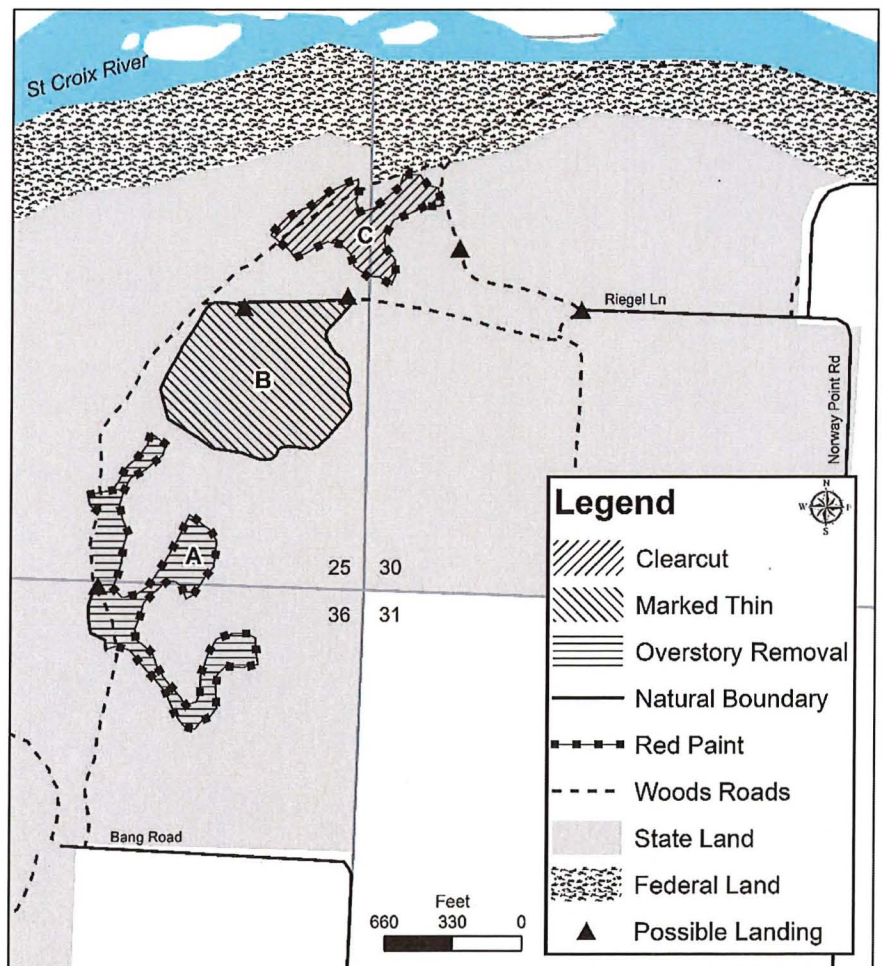 St Croix River
C
Riegel Ln
B
Norway Point Rd
A
25 30
36 31
Bang Road
Feet
660 330 0
Legend
N
W E
S
Clearcut
Marked Thin
Overstory Removal
Natural Boundary
Red Paint
Woods Roads
State Land
Federal Land
Possible Landing